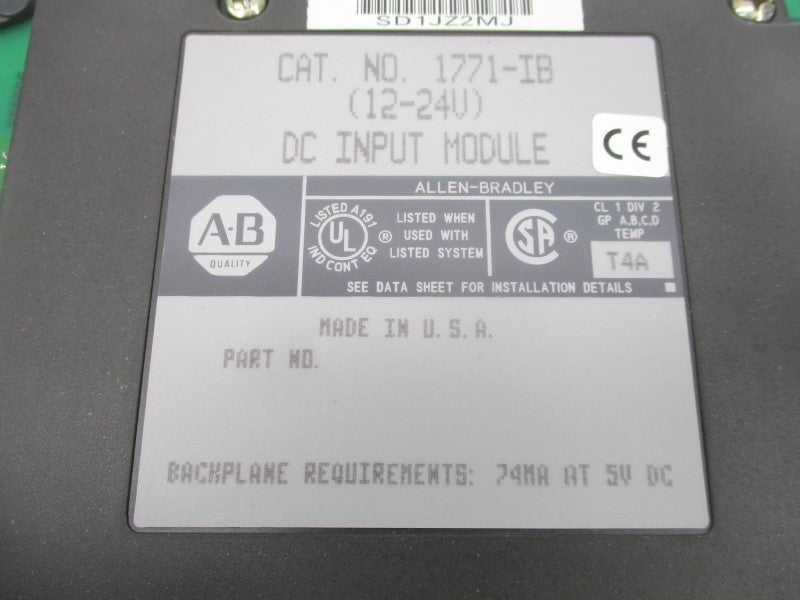 SD1JZ2MJ
CAT. NO. 1771-IB
(12-24V)
DC INPUT MODULE
CE
ALLEN-BRADLEY
A-B
QUALITY
LISTED A191
UL ®
IND CONT EQ
LISTED WHEN
USED WITH
LISTED SYSTEM
SA ®
CL 1 DIV 2
GP A,B,C,D
TEMP
T4A
SEE DATA SHEET FOR INSTALLATION DETAILS
MADE IN U.S.A.
PART NO.
BACKPLANE REQUIREMENTS: 74MA AT 5V DC